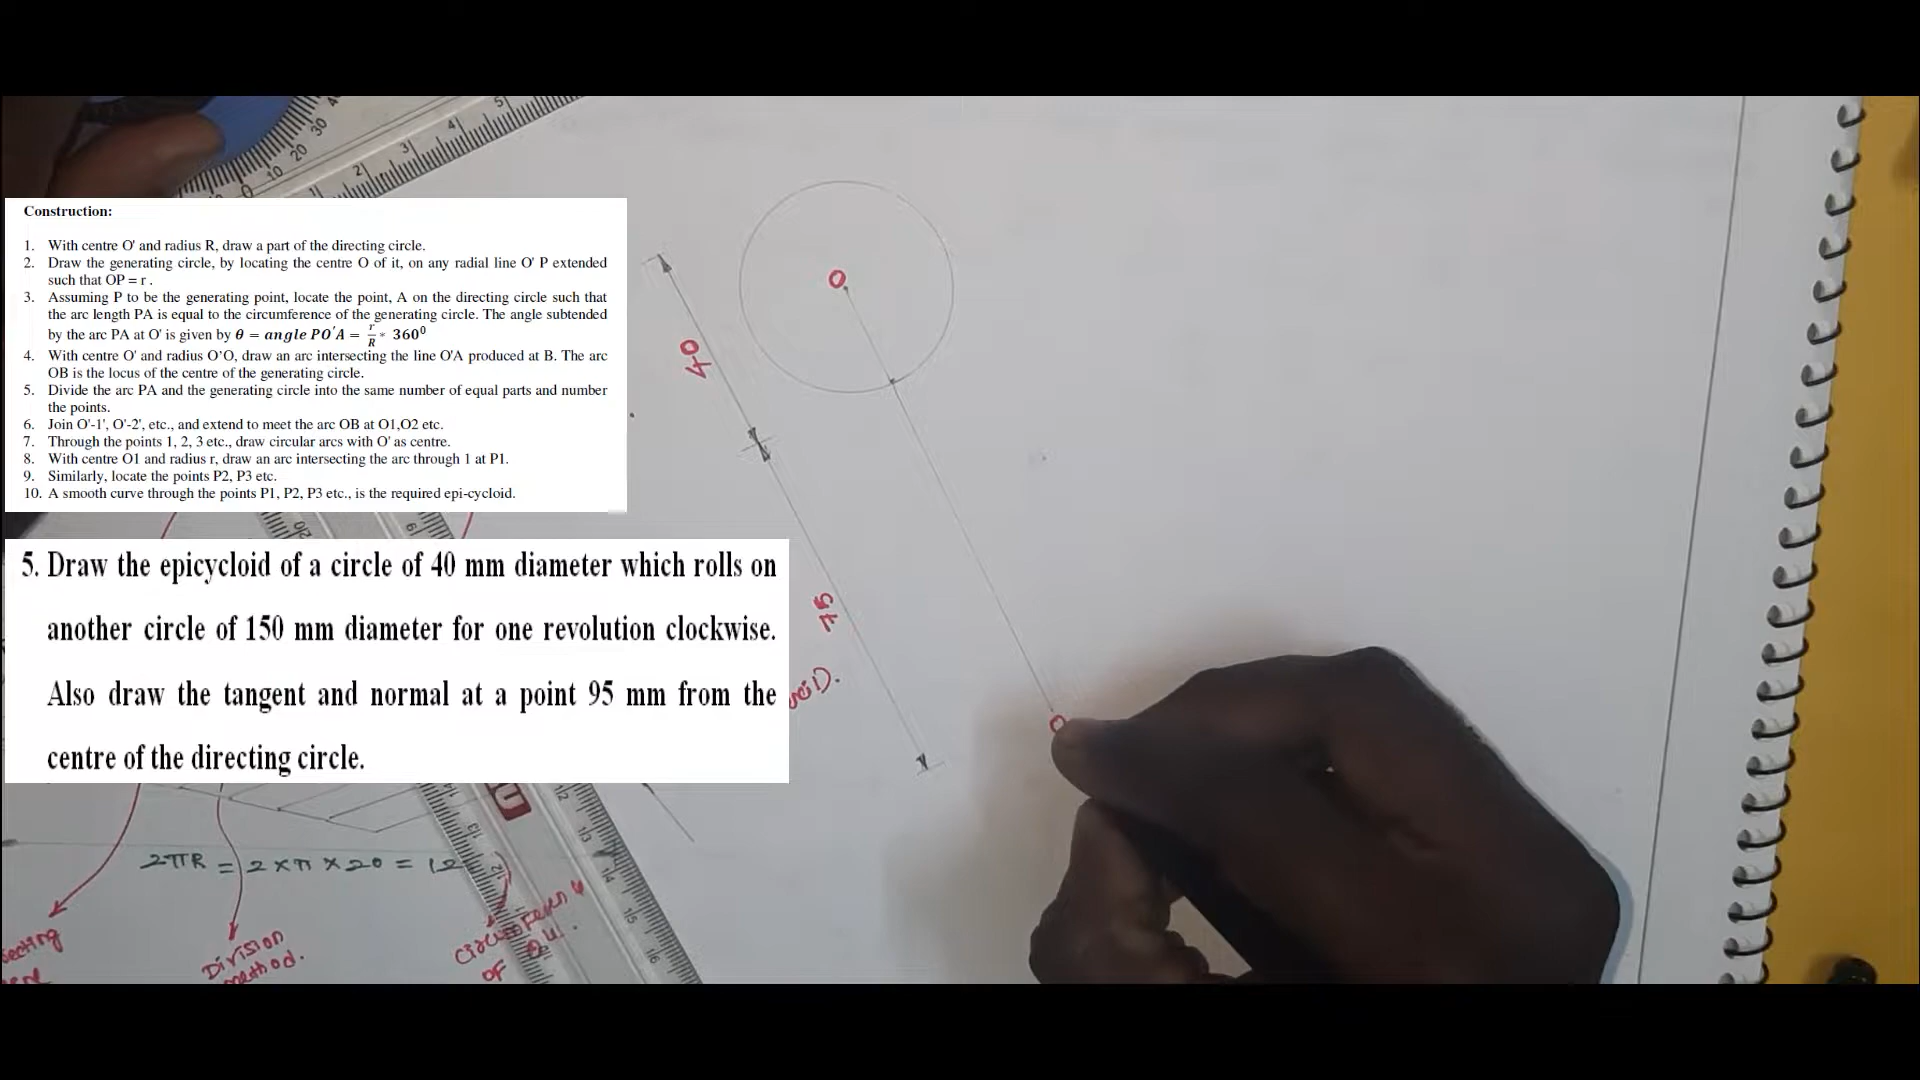 Construction:
1. With centre O' and radius R, draw a part of the directing circle.
2. Draw the generating circle, by locating the centre O of it, on any radial line O' P extended
such that OP = r .
3. Assuming P to be the generating point, locate the point, A on the directing circle such that
the arc length PA is equal to the circumference of the generating circle. The angle subtended
by the arc PA at O' is given by θ = angle PO'A = r/R * 360⁰
4. With centre O' and radius O'O, draw an arc intersecting the line O'A produced at B. The arc
OB is the locus of the centre of the generating circle.
5. Divide the arc PA and the generating circle into the same number of equal parts and number
the points.
6. Join O'-1', O'-2', etc., and extend to meet the arc OB at O1,O2 etc.
7. Through the points 1, 2, 3 etc., draw circular arcs with O' as centre.
8. With centre O1 and radius r, draw an arc intersecting the arc through 1 at P1.
9. Similarly, locate the points P2, P3 etc.
10. A smooth curve through the points P1, P2, P3 etc., is the required epi-cycloid.
5. Draw the epicycloid of a circle of 40 mm diameter which rolls on
another circle of 150 mm diameter for one revolution clockwise.
Also draw the tangent and normal at a point 95 mm from the
centre of the directing circle.
O
40
75
O
2πR = 2 × π × 20 = 12
Division
method.
OF